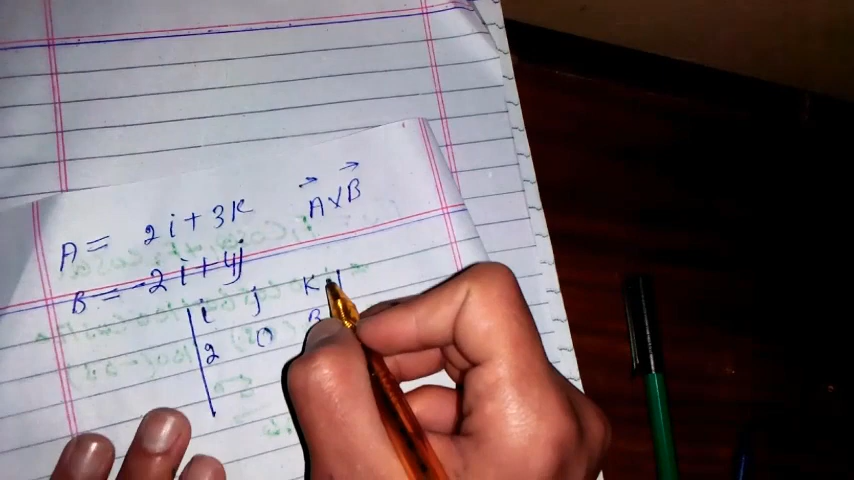 A = 2i + 3k A⃗ x B⃗
B = -2i + 4j
i j k
2 0 3